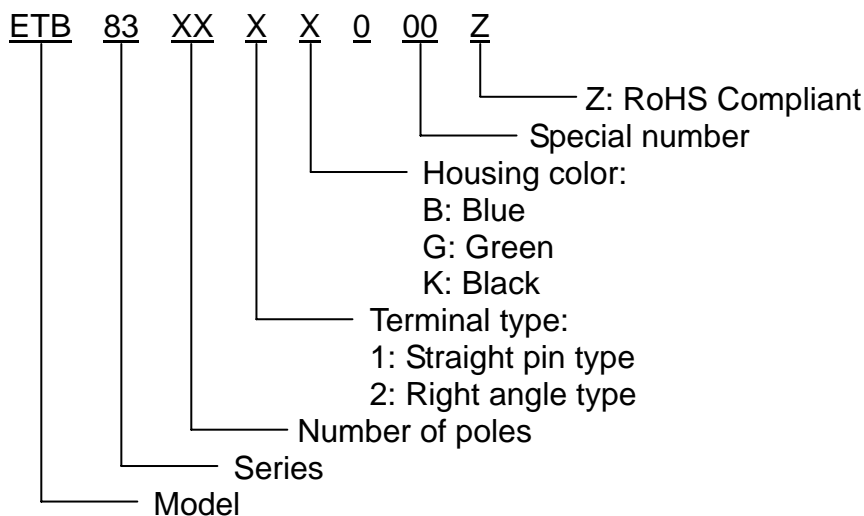 ETB 83 XX X X 0 00 Z
Z: RoHS Compliant
Special number
Housing color:
B: Blue
G: Green
K: Black
Terminal type:
1: Straight pin type
2: Right angle type
Number of poles
Series
Model